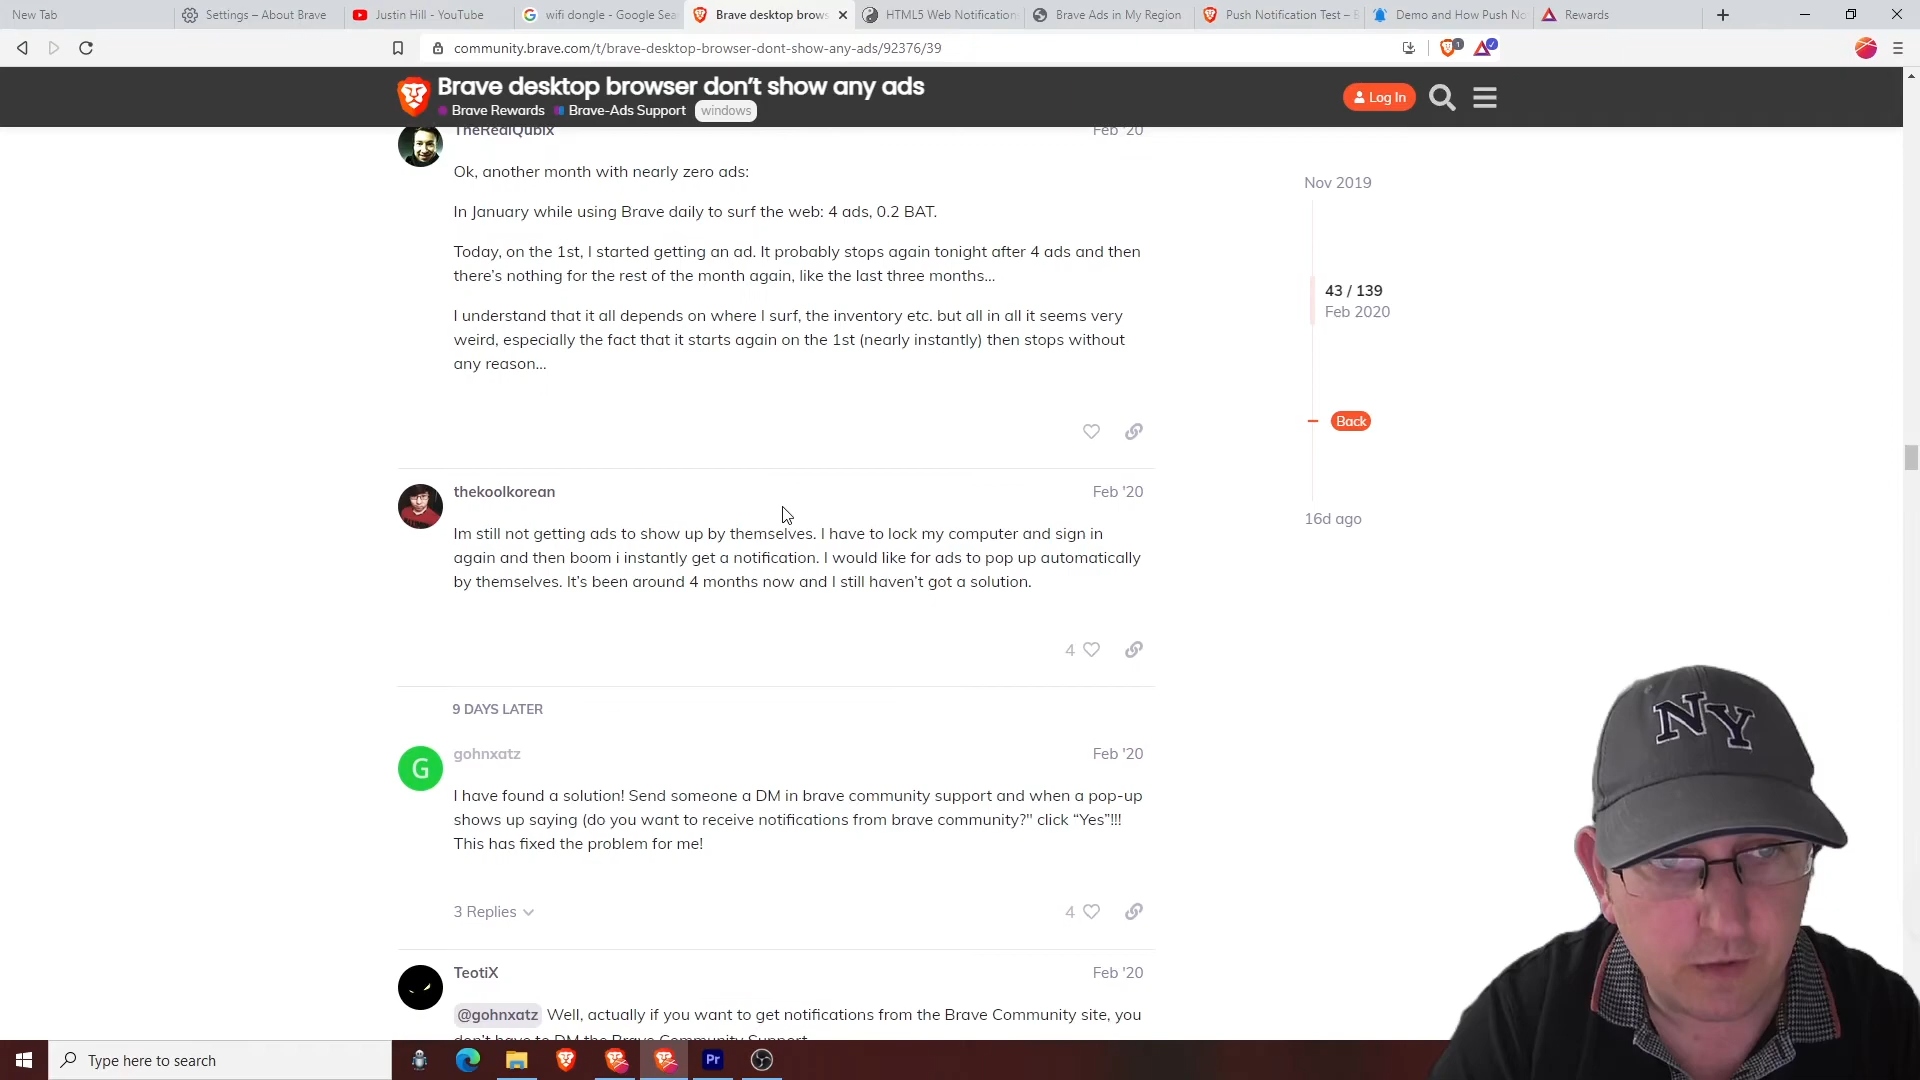 New Tab
Settings – About Brave
Justin Hill - YouTube
wifi dongle - Google Sea
Brave desktop brows
HTML5 Web Notification
Brave Ads in My Region
Push Notification Test –
Demo and How Push No
Rewards
community.brave.com/t/brave-desktop-browser-dont-show-any-ads/92376/39
1
Brave desktop browser don’t show any ads
Brave Rewards Brave-Ads Support windows
Log In
TheRealQubix Feb '20
Ok, another month with nearly zero ads:
In January while using Brave daily to surf the web: 4 ads, 0.2 BAT.
Today, on the 1st, I started getting an ad. It probably stops again tonight after 4 ads and then
there’s nothing for the rest of the month again, like the last three months…
I understand that it all depends on where I surf, the inventory etc. but all in all it seems very
weird, especially the fact that it starts again on the 1st (nearly instantly) then stops without
any reason…
Nov 2019
43 / 139
Feb 2020
Back
16d ago
thekoolkorean Feb '20
Im still not getting ads to show up by themselves. I have to lock my computer and sign in
again and then boom i instantly get a notification. I would like for ads to pop up automatically
by themselves. It’s been around 4 months now and I still haven’t got a solution.
4
9 DAYS LATER
G
gohnxatz Feb '20
I have found a solution! Send someone a DM in brave community support and when a pop-up
shows up saying (do you want to receive notifications from brave community?" click “Yes”!!!
This has fixed the problem for me!
3 Replies 4
TeotiX Feb '20
@gohnxatz Well, actually if you want to get notifications from the Brave Community site, you
don't have to DM the Brave Community Support
Type here to search
Pr
NY